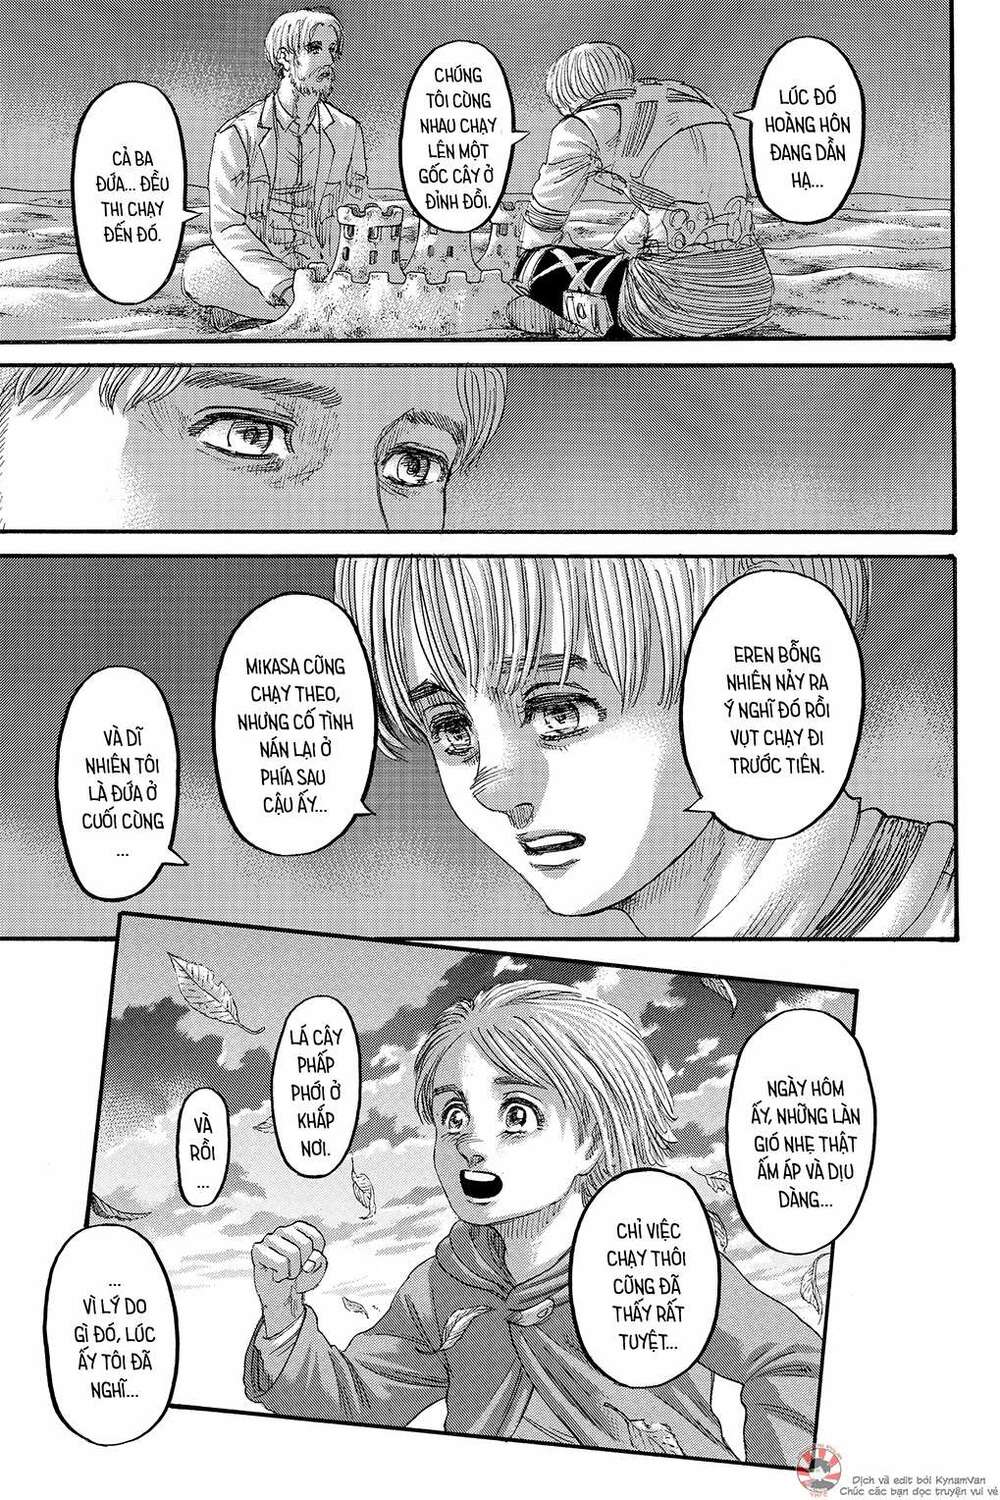 LÚC ĐÓ
HOÀNG HÔN
ĐANG DẦN
HẠ...
CHÚNG
TÔI CÙNG
NHAU CHẠY
LÊN MỘT
GỐC CÂY Ở
ĐỈNH ĐỒI.
CẢ BA
ĐỨA... ĐỀU
THI CHẠY
ĐẾN ĐÓ.
EREN BỖNG
NHIÊN NẢY RA
Ý NGHĨ ĐÓ RỒI
VỤT CHẠY ĐI
TRƯỚC TIÊN.
MIKASA CŨNG
CHẠY THEO,
NHƯNG CỐ TÌNH
NÁN LẠI Ở
PHÍA SAU
CẬU ẤY...
VÀ DĨ
NHIÊN TÔI
LÀ ĐỨA Ở
CUỐI CÙNG
...
NGÀY HÔM
ẤY, NHỮNG LÀN
GIÓ NHẸ THẬT
ẤM ÁP VÀ DỊU
DÀNG...
CHỈ VIỆC
CHẠY THÔI
CŨNG ĐÃ
THẤY RẤT
TUYỆT...
LÁ CÂY
PHẤP
PHỚI Ở
KHẮP
NƠI.
VÀ
RỒI
...
...
VÌ LÝ DO
GÌ ĐÓ, LÚC
ẤY TÔI ĐÃ
NGHĨ...
Dịch và edit bởi KynamVan
Chúc các bạn đọc truyện vui vẻ